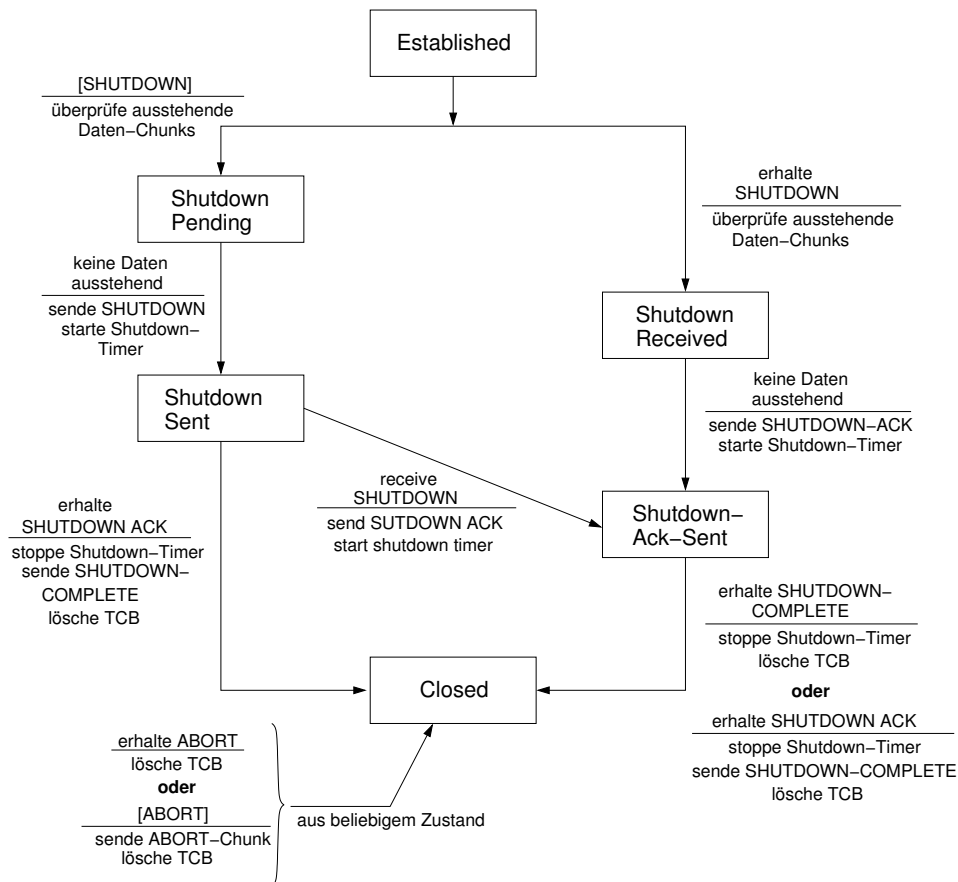 Established
[SHUTDOWN]
überprüfe ausstehende
Daten−Chunks
Shutdown
Pending
erhalte
SHUTDOWN
überprüfe ausstehende
Daten−Chunks
keine Daten
ausstehend
sende SHUTDOWN
starte Shutdown−
Timer
Shutdown
Received
Shutdown
Sent
keine Daten
ausstehend
sende SHUTDOWN−ACK
starte Shutdown−Timer
receive
SHUTDOWN
send SUTDOWN ACK
start shutdown timer
Shutdown−
Ack−Sent
erhalte
SHUTDOWN ACK
stoppe Shutdown−Timer
sende SHUTDOWN−
COMPLETE
lösche TCB
erhalte SHUTDOWN−
COMPLETE
stoppe Shutdown−Timer
lösche TCB
oder
erhalte SHUTDOWN ACK
stoppe Shutdown−Timer
sende SHUTDOWN−COMPLETE
lösche TCB
Closed
erhalte ABORT
lösche TCB
oder
[ABORT]
sende ABORT−Chunk
lösche TCB
aus beliebigem Zustand